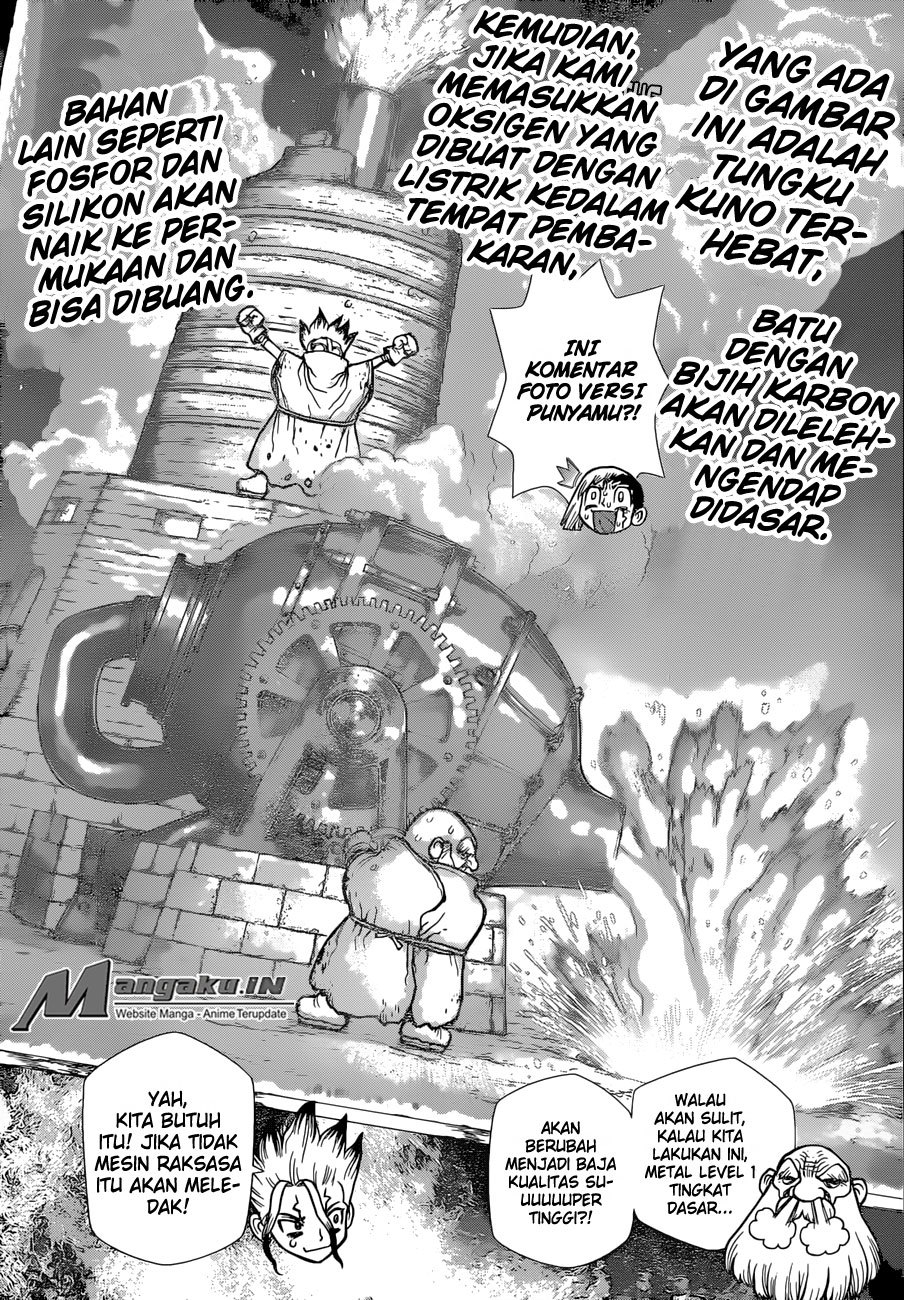 YANG ADA
DI GAMBAR
INI ADALAH
TUNGKU
KUNO TER-
HEBAT,
BATU
DENGAN
BIJIH KARBON
AKAN DILELEH-
KAN DAN ME-
NGENDAP
DIDASAR.
KEMUDIAN,
JIKA KAMI
MEMASUKKAN
OKSIGEN YANG
DIBUAT DENGAN
LISTRIK KEDALAM
TEMPAT PEMBA-
KARAN,
INI
KOMENTAR
FOTO VERSI
PUNYAMU?!
BAHAN
LAIN SEPERTI
FOSFOR DAN
SILIKON AKAN
NAIK KE PER-
MUKAAN DAN
BISA DIBUANG.
Mangaku.in
Website Manga - Anime Terupdate
WALAU
AKAN SULIT,
KALAU KITA
LAKUKAN INI,
METAL LEVEL 1
TINGKAT
DASAR...
AKAN
BERUBAH
MENJADI BAJA
KUALITAS SU-
UUUUUUPER
TINGGI?!
YAH,
KITA BUTUH
ITU! JIKA TIDAK
MESIN RAKSASA
ITU AKAN MELE-
DAK!